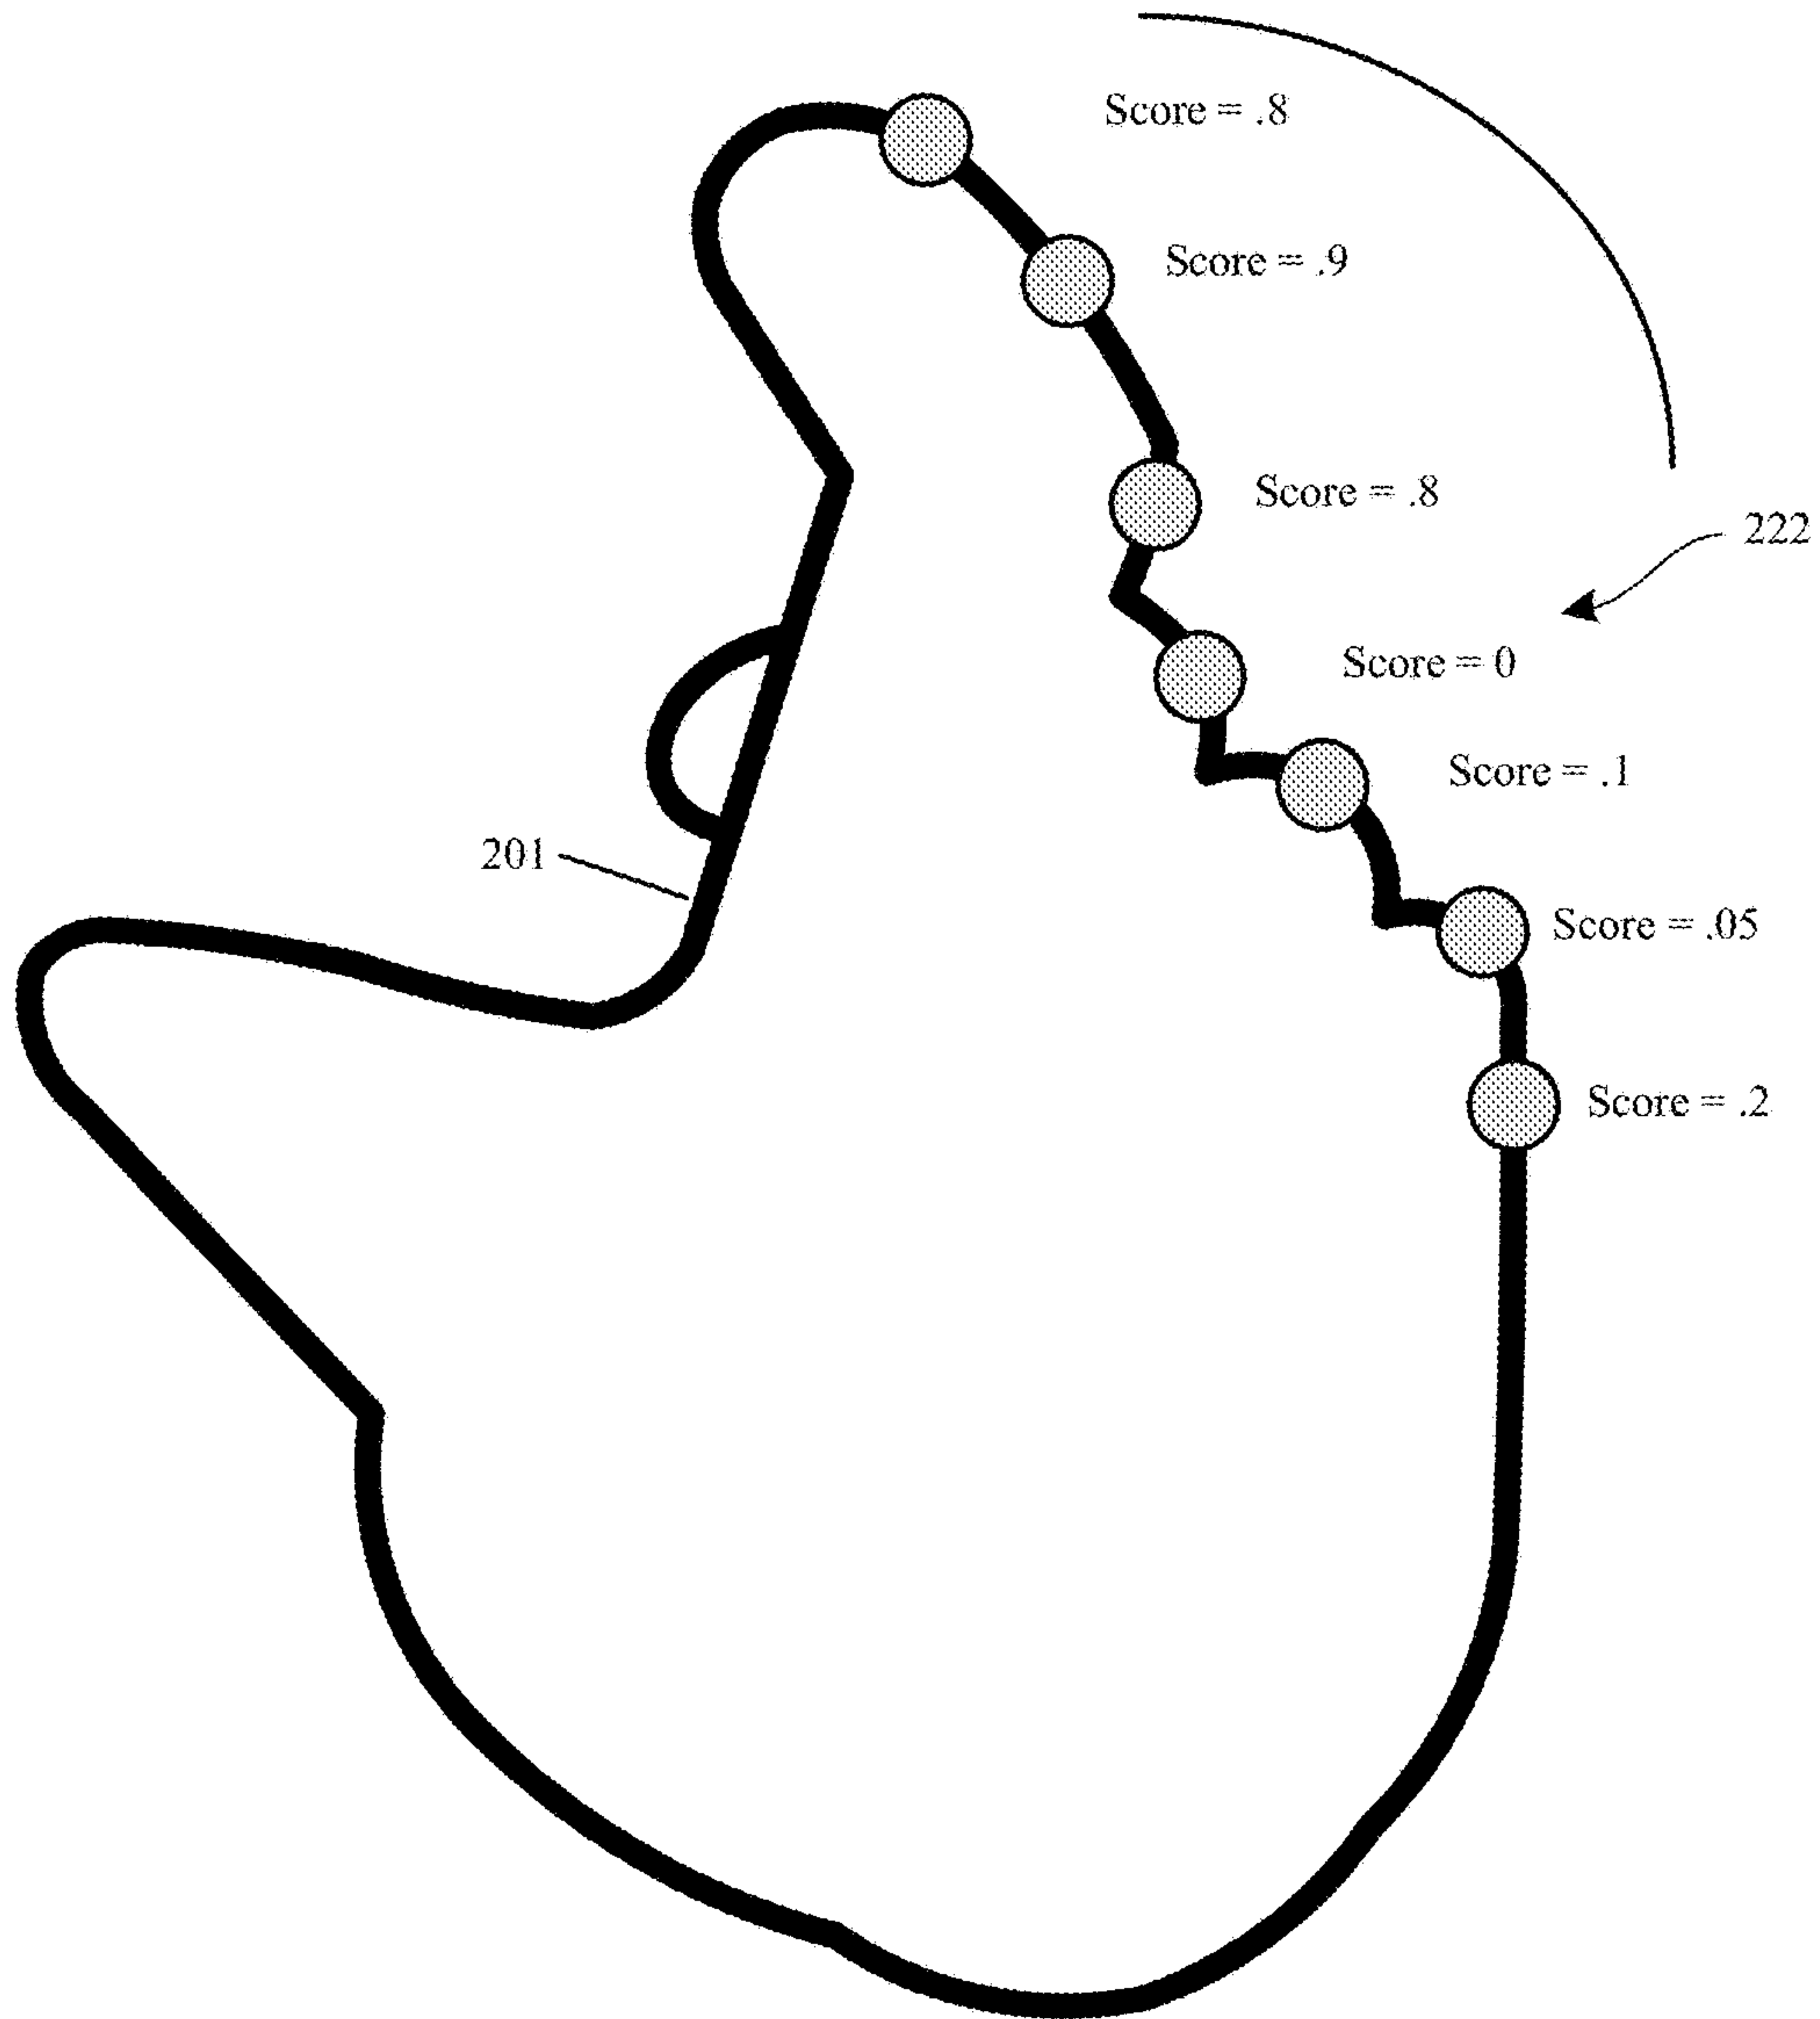 Score = .8
Score = .9
Score = .8
222
Score = 0
Score = .1
201
Score = .05
Score = .2